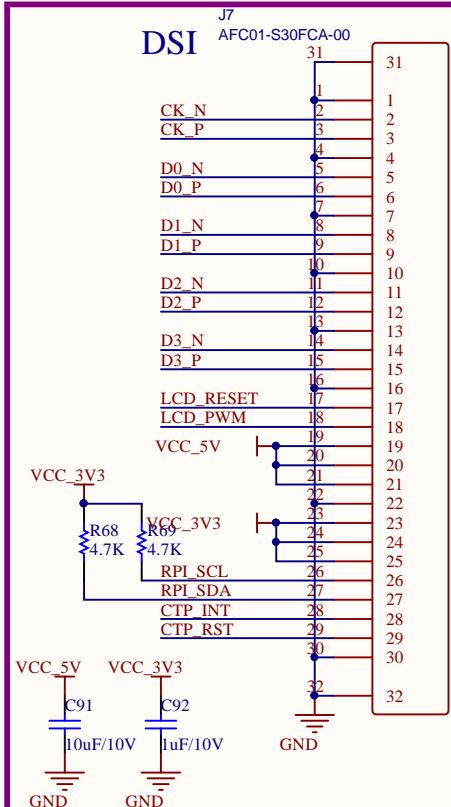 J7
DSI AFC01-S30FCA-00
31 31
1 1
CK_N 2 2
CK_P 3 3
4 4
D0_N 5 5
D0_P 6 6
7 7
D1_N 8 8
D1_P 9 9
10 10
D2_N 11 11
D2_P 12 12
13 13
D3_N 14 14
D3_P 15 15
16 16
LCD_RESET 17 17
LCD_PWM 18 18
VCC_5V 19 19
20 20
21 21
VCC_3V3 22 22
R68 R69 VCC_3V3 23 23
4.7K 4.7K 24 24
25 25
RPI_SCL 26 26
RPI_SDA 27 27
CTP_INT 28 28
CTP_RST 29 29
30 30
VCC_5V VCC_3V3
32 32
C91 C92
10uF/10V 1uF/10V
GND
GND GND